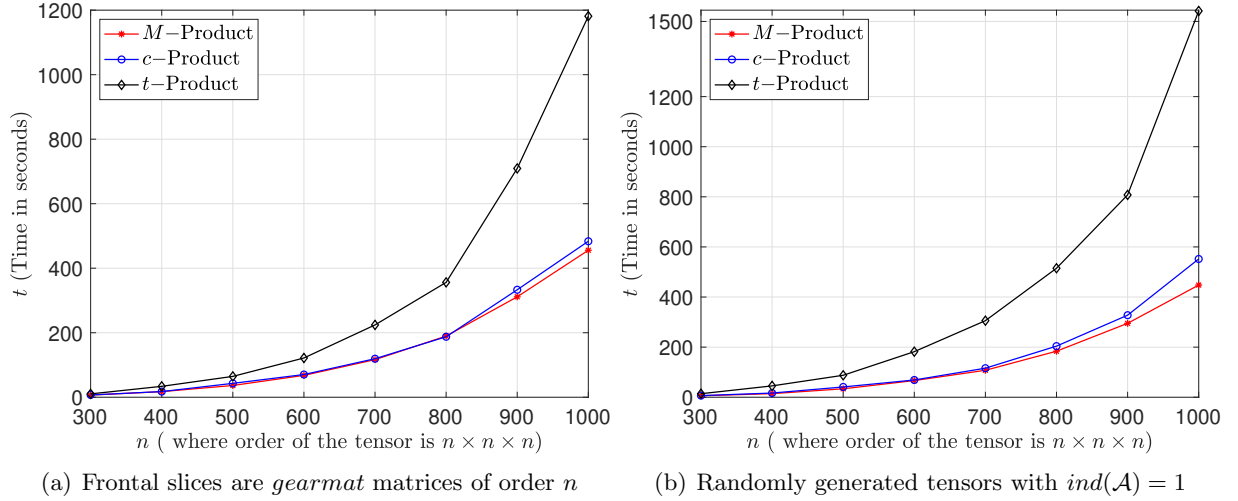 1200
1000
800
600
400
200
0
t (Time in seconds)
M−Product
c−Product
t−Product
300 400 500 600 700 800 900 1000
n ( where order of the tensor is n × n × n)
(a) Frontal slices are gearmat matrices of order n
1500
1200
1000
800
600
400
200
0
t (Time in seconds)
M−Product
c−Product
t−Product
300 400 500 600 700 800 900 1000
n ( where order of the tensor is n × n × n)
(b) Randomly generated tensors with ind(𝒜) = 1